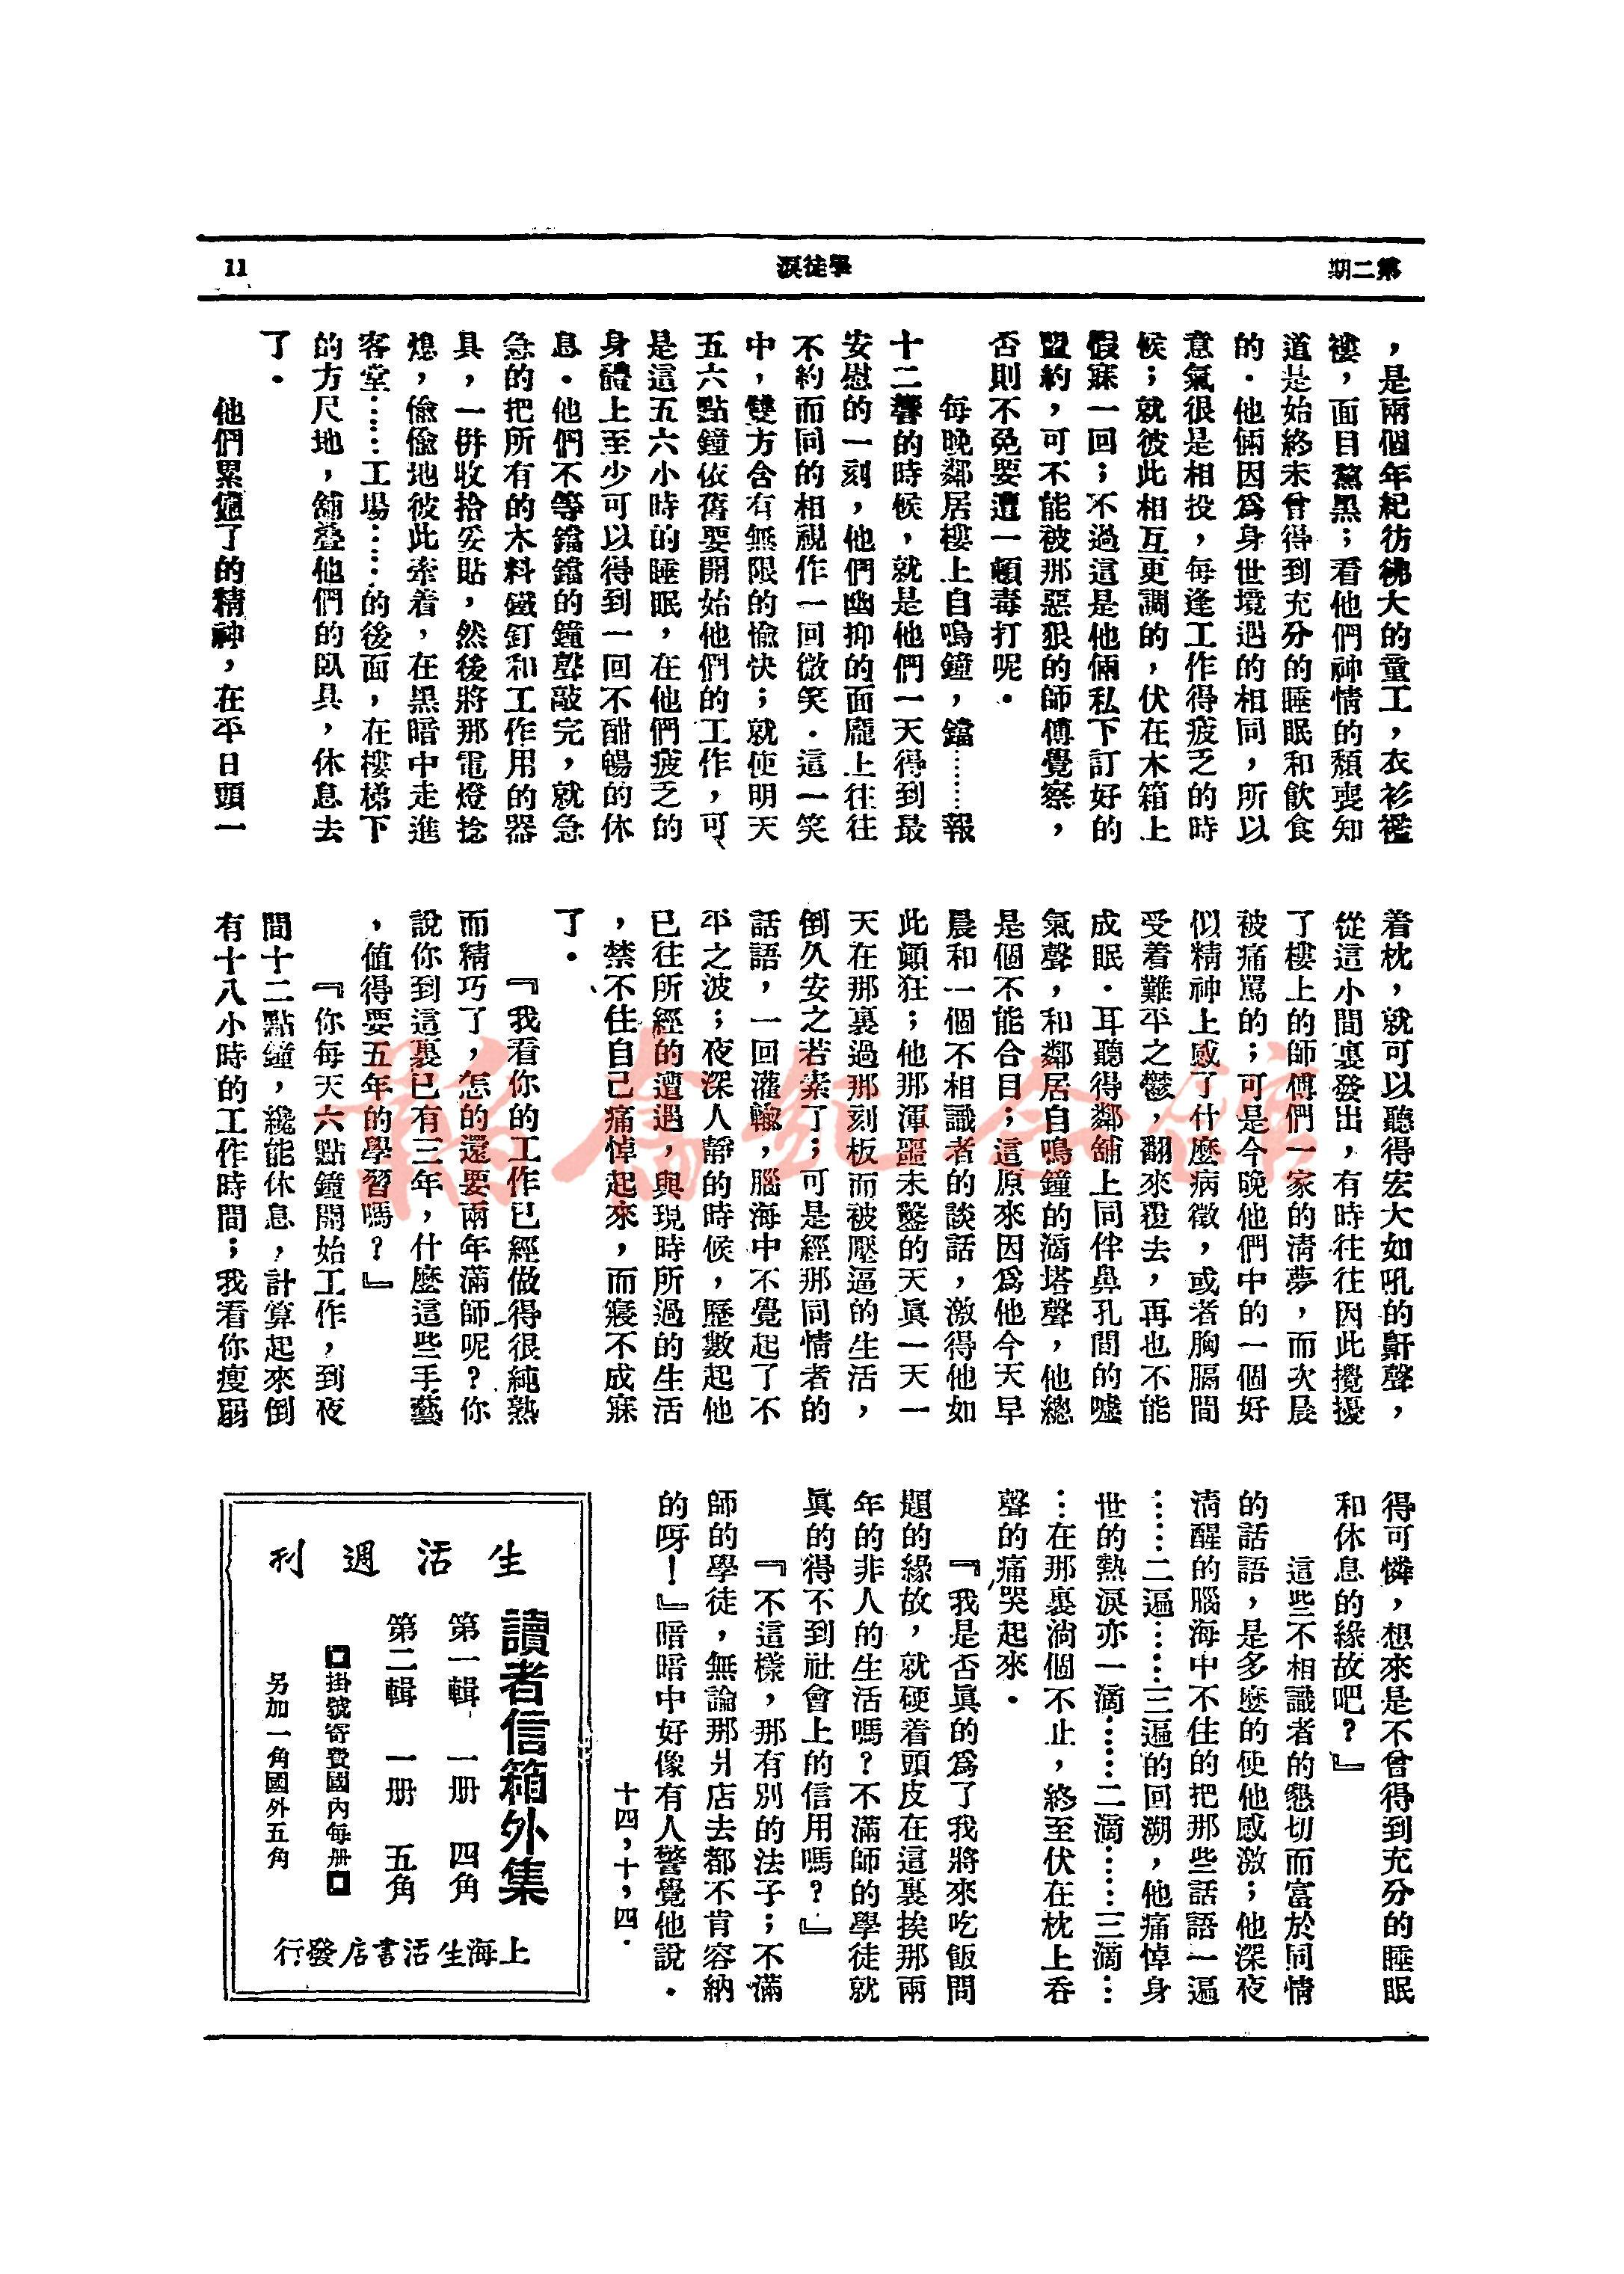 第二期
學徒淚
11
，是兩個年紀彷彿大的童工，衣衫襤
褸，面目黧黑；看他們神情的頹喪知
道是始終未曾得到充分的睡眠和飲食
的．他倆因爲身世境遇的相同，所以
意氣很是相投，每逢工作得疲乏的時
候；就彼此相互更調的，伏在木箱上
假寐一回；不過這是他倆私下訂好的
盟約，可不能被那惡狠的師傅覺察，
否則不免要遭一頓毒打呢．
每晚鄰居樓上自鳴鐘，鐺……報
十二響的時候，就是他們一天得到最
安慰的一刻，他們幽抑的面龐上往往
不約而同的相視作一回微笑．這一笑
中，雙方含有無限的愉快；就使明天
五六點鐘依舊要開始他們的工作，可
是這五六小時的睡眠，在他們疲乏的
身體上至少可以得到一回不酣暢的休
息．他們不等鐺鐺的鐘聲敲完，就急
急的把所有的木料鐵釘和工作用的器
具，一併收拾妥貼，然後將那電燈捻
熄，偷偷地彼此牽着，在黑暗中走進
客堂……工場……的後面，在樓梯下
的方尺地，舖疊他們的臥具，休息去
了．
他們累憊了的精神，在平日頭一
着枕，就可以聽得宏大如吼的鼾聲，
從這小間裏發出，有時往往因此攪擾
了樓上的師傅們一家的清夢，而次晨
被痛罵的；可是今晚他們中的一個好
似精神上感了什麼病徵，或者胸膈間
受着難平之鬱，翻來覆去，再也不能
成眠．耳聽得鄰舖上同伴鼻孔間的噓
氣聲，和鄰居自鳴鐘的滴塔聲，他總
是個不能合目；這原來因爲他今天早
晨和一個不相識者的談話，激得他如
此顚狂；他那渾噩未鑿的天眞一天一
天在那裏過那刻板而被壓逼的生活，
倒久安之若素了；可是經那同情者的
話語，一回灌輸，腦海中不覺起了不
平之波；夜深人靜的時候，歷數起他
已往所經的遭遇，與現時所過的生活
，禁不住自己痛悼起來，而寢不成寐
了．
『我看你的工作已經做得很純熟
而精巧了，怎的還要兩年滿師呢？你
說你到這裏已有三年，什麼這些手藝
，值得要五年的學習嗎？』
『你每天六點鐘開始工作，到夜
間十二點鐘，纔能休息，計算起來倒
有十八小時的工作時間；我看你瘦弱
得可憐，想來是不曾得到充分的睡眠
和休息的緣故吧？』
這些不相識者的懇切而富於同情
的話語，是多麼的使他感激；他深夜
淸醒的腦海中不住的把那些話語一遍
……二遍……三遍的回溯，他痛悼身
世的熱淚亦一滴……二滴……三滴…
…在那裏淌個不止，終至伏在枕上呑
聲的痛哭起來．
『我是否眞的爲了我將來吃飯問
題的緣故，就硬着頭皮在這裏挨那兩
年的非人的生活嗎？不滿師的學徒就
眞的得不到社會上的信用嗎？』
『不這樣，那有別的法子；不滿
師的學徒，無論那爿店去都不肯容納
的呀！』暗暗中好像有人警覺他說．
十四，十，四．
生活週刊
讀者信箱外集
第一輯　一册　四角
第二輯　一册　五角
掛號寄費國內每册
另加一角國外五角
上海生活書店發行
韜奮紀念館